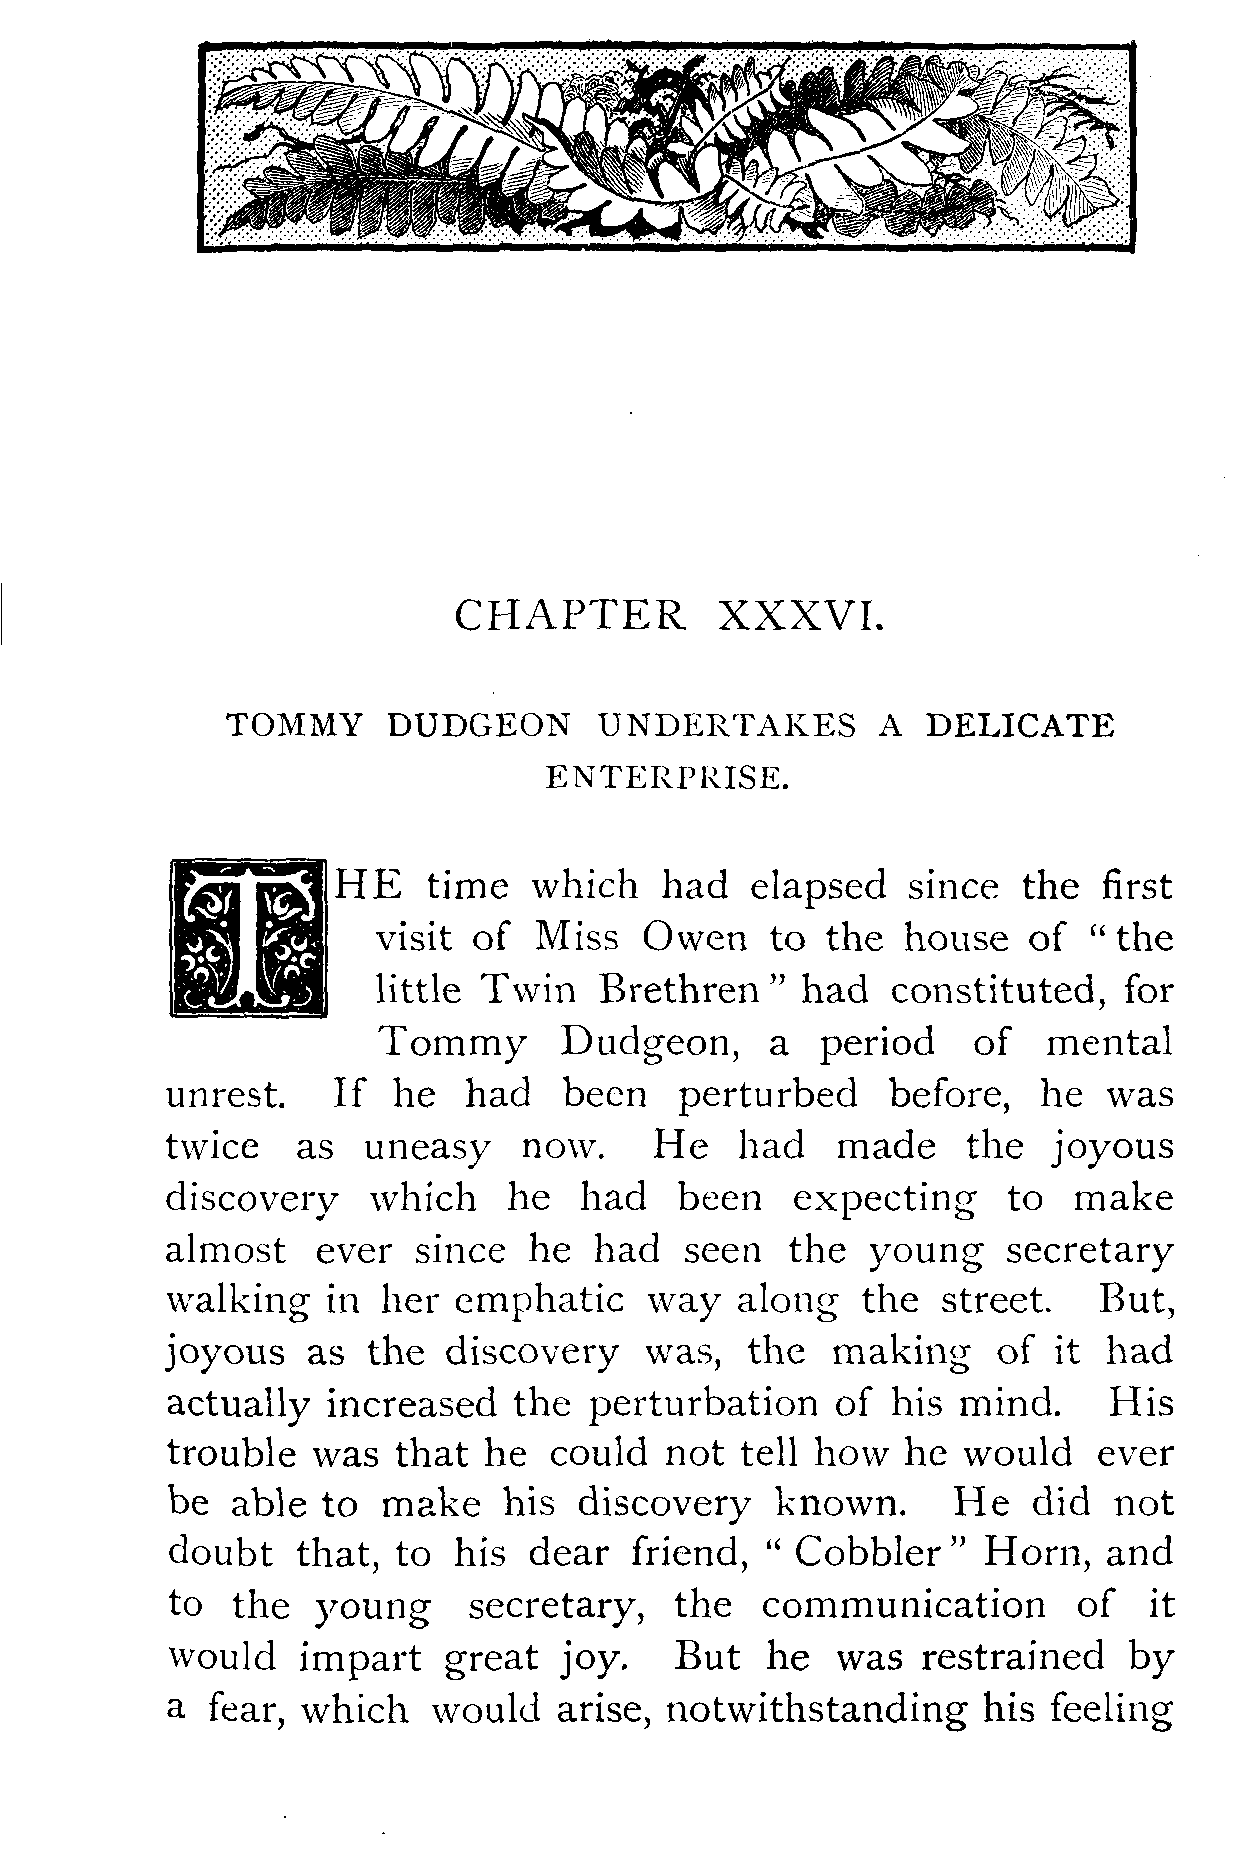 CHAPTER XXXVI.
TOMMY DUDGEON UNDERTAKES A DELICATE
ENTERPRISE.
THE time which had elapsed since the first
visit of Miss Owen to the house of “ the
little Twin Brethren ” had constituted, for
Tommy Dudgeon, a period of mental
unrest. If he had been perturbed before, he was
twice as uneasy now. He had made the joyous
discovery which he had been expecting to make
almost ever since he had seen the young secretary
walking in her emphatic way along the street. But,
joyous as the discovery was, the making of it had
actually increased the perturbation of his mind. His
trouble was that he could not tell how he would ever
be able to make his discovery known. He did not
doubt that, to his dear friend, “ Cobbler ” Horn, and
to the young secretary, the communication of it
would impart great joy. But he was restrained by
a fear, which would arise, notwithstanding his feeling